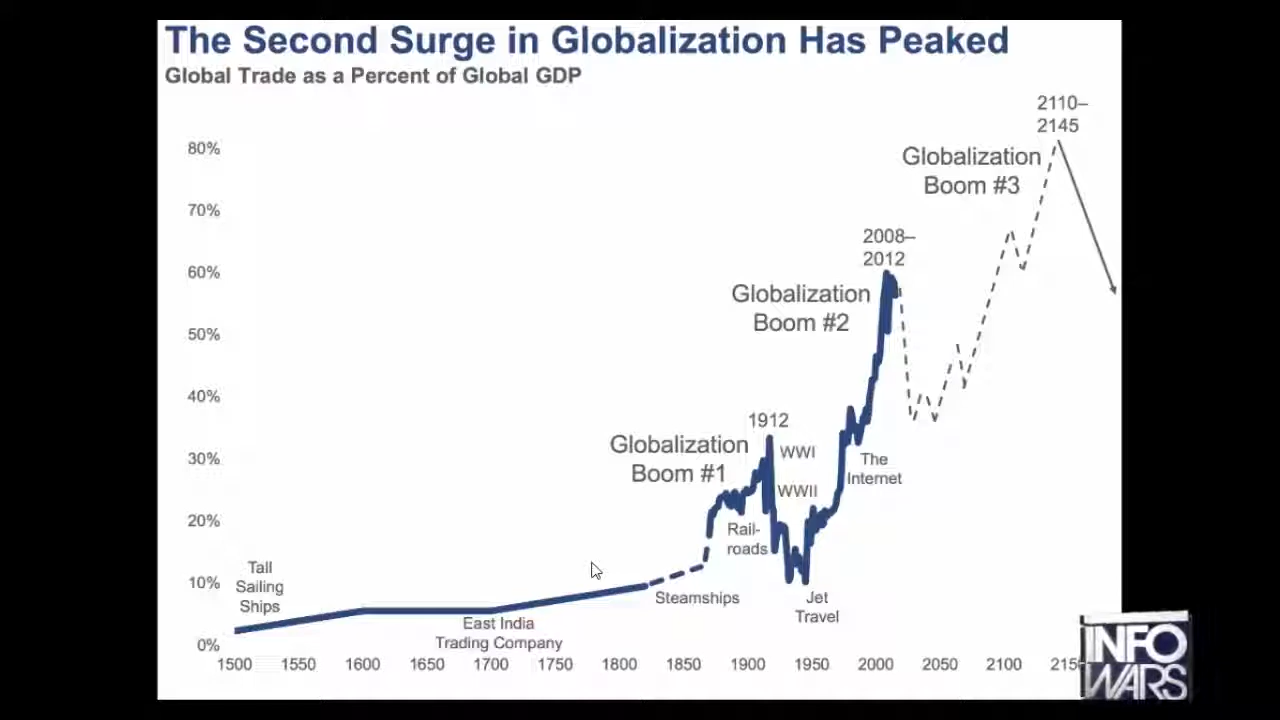 The Second Surge in Globalization Has Peaked
Global Trade as a Percent of Global GDP
2110–
2145
80%
Globalization
Boom #3
70%
2008–
2012
60%
Globalization
Boom #2
50%
40%
1912
Globalization
Boom #1
30%
WWI
The
Internet
WWII
20%
Rail-
roads
10%
Tall
Sailing
Ships
Steamships
Jet
Travel
East India
Trading Company
0%
1500 1550 1600 1650 1700 1750 1800 1850 1900 1950 2000 2050 2100 215
INFO
WARS